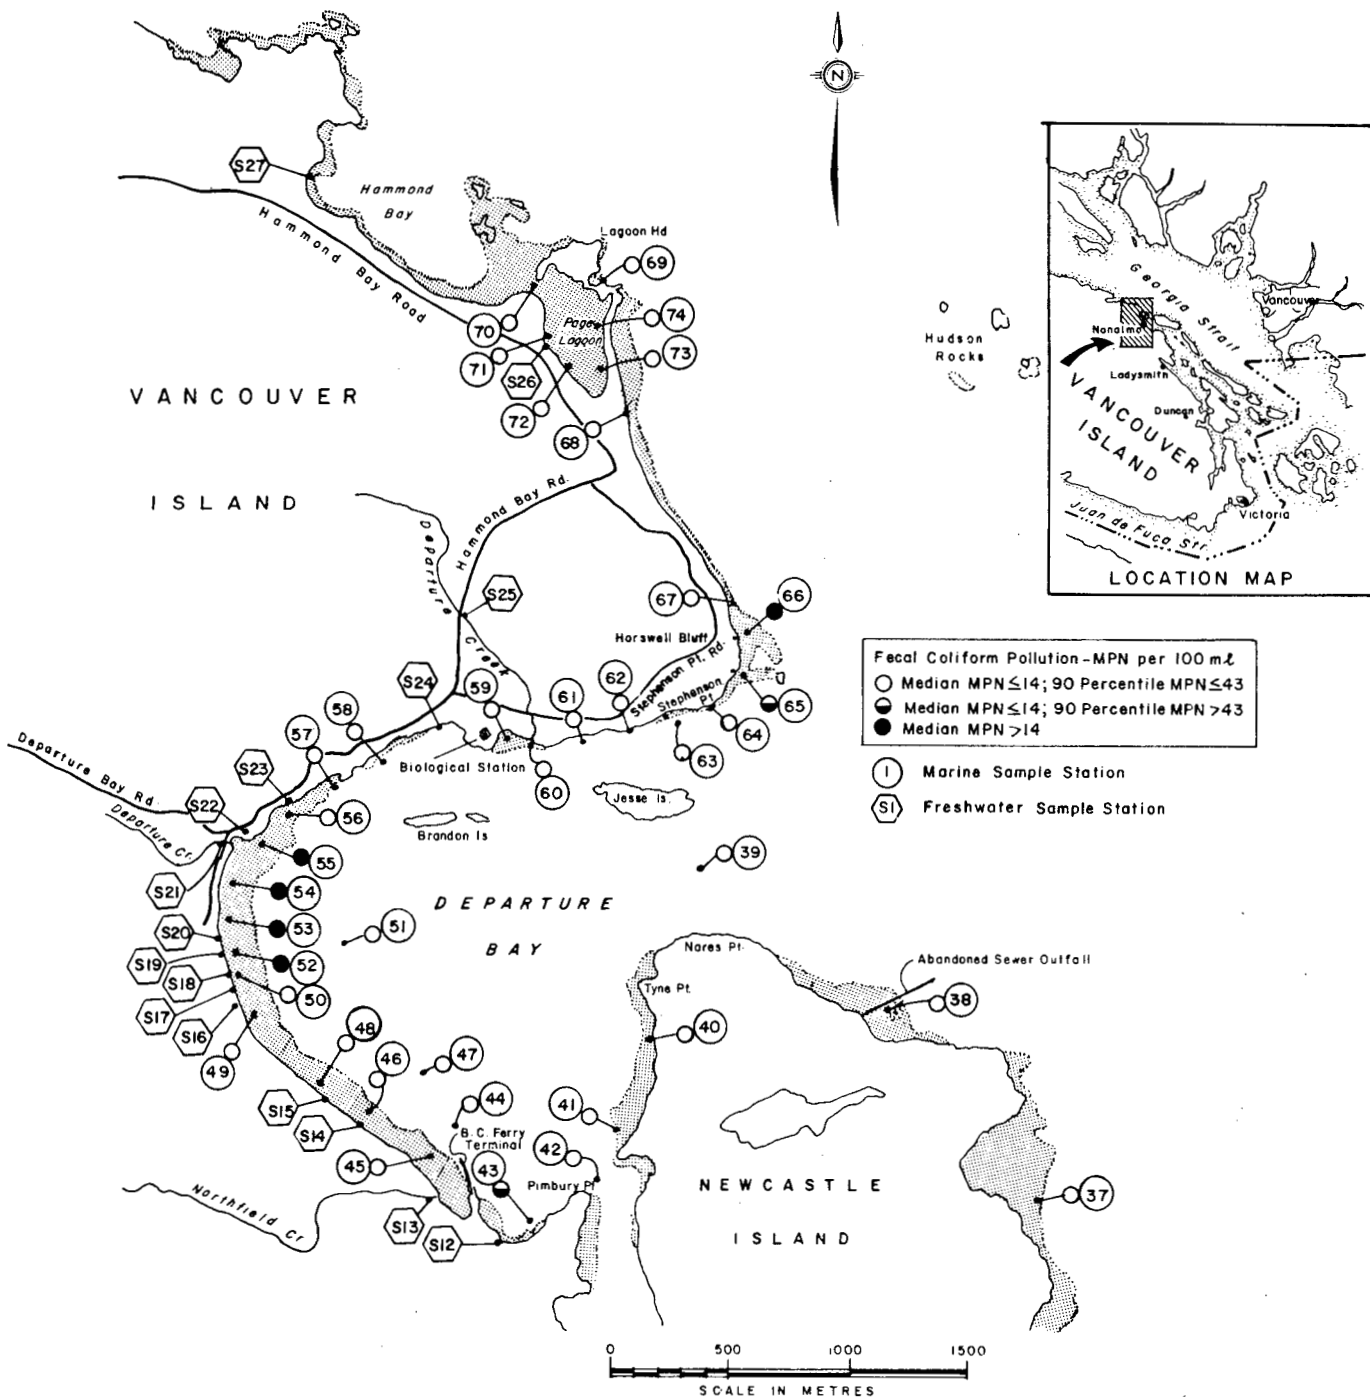 N
S27
Hammond
Bay
Hammond Bay Road
Lagoon Hd
69
70
Page
Lagoon
74
73
71
S26
72
68
Hudson
Rocks
VANCOUVER
ISLAND
Georgia Strait
Vancouver
Nanaimo
Ladysmith
Duncan
VANCOUVER
ISLAND
Victoria
Juan de Fuca Str.
LOCATION MAP
Hammond Bay Rd.
Departure Creek
S25
67
66
Horswell Bluff
Stephenson Pt. Rd.
Stephenson
Pt
Fecal Coliform Pollution - MPN per 100 mℓ
Median MPN ≤14; 90 Percentile MPN ≤43
Median MPN ≤14; 90 Percentile MPN >43
Median MPN >14
1 Marine Sample Station
S1 Freshwater Sample Station
S24
59
61
62
65
64
63
58
57
Biological Station
60
S23
Departure Bay Rd.
S22
Departure Cr.
56
Brandon Is
Jesse Is.
55
39
S21
54
DEPARTURE
BAY
53
51
S20
52
S19
S18
50
S17
S16
49
Nares Pt.
Tyne Pt.
Abandoned Sewer Outfall
38
40
48
46
47
S15
S14
44
B.C. Ferry
Terminal
41
42
45
43
Pimbury Pt
NEWCASTLE
ISLAND
37
Northfield Cr
S13
S12
0 500 1000 1500
SCALE IN METRES